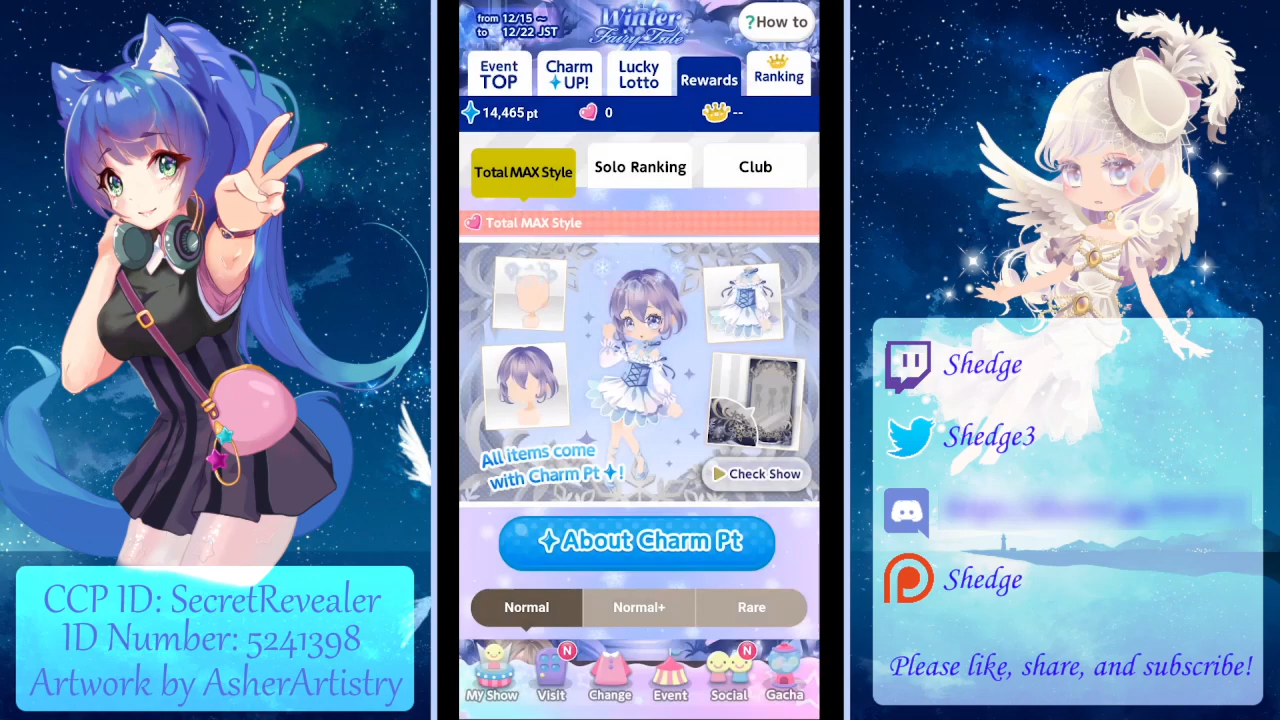 from 12/15 ~
to 12/22 JST
Winter
Fairy Tale
?How to
Event
TOP
Charm
UP!
Lucky
Lotto
Rewards
Ranking
14,465 pt
0
--
Total MAX Style
Solo Ranking
Club
Total MAX Style
All items come
with Charm Pt !
Check Show
About Charm Pt
Normal
Normal+
Rare
N
N
My Show
Visit
Change
Event
Social
Gacha
CCP ID: SecretRevealer
ID Number: 5241398
Artwork by AsherArtistry
Shedge
Shedge3
Shedge
Please like, share, and subscribe!